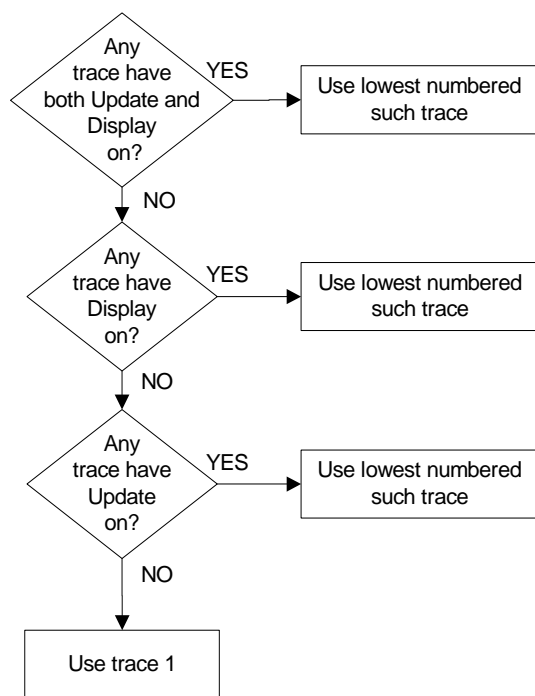 Any
trace have
both Update and
Display
on?
YES
Use lowest numbered
such trace
NO
Any
trace have
Display
on?
YES
Use lowest numbered
such trace
NO
Any
trace have
Update
on?
YES
Use lowest numbered
such trace
NO
Use trace 1